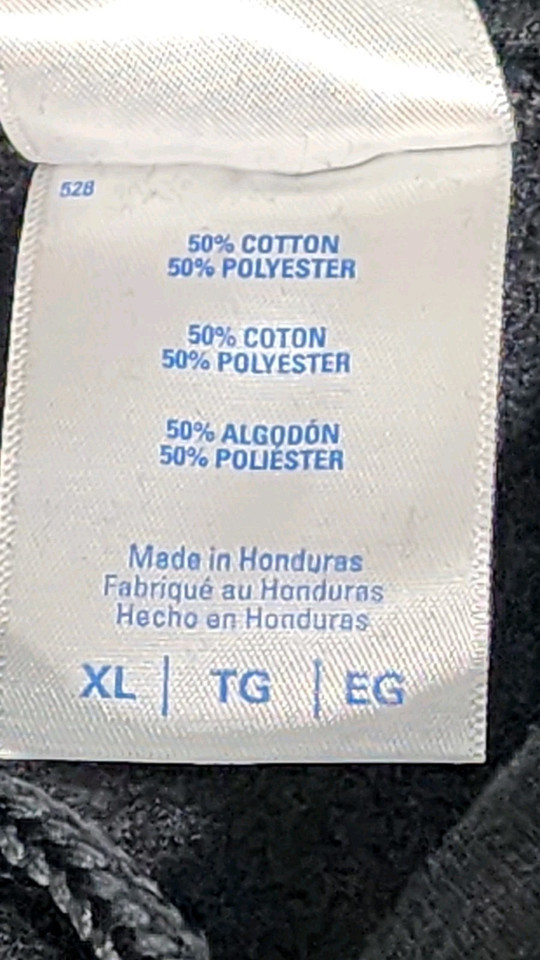 528
50% COTTON
50% POLYESTER
50% COTON
50% POLYESTER
50% ALGODÓN
50% POLIÉSTER
Made in Honduras
Fabriqué au Honduras
Hecho en Honduras
XL | TG | EG